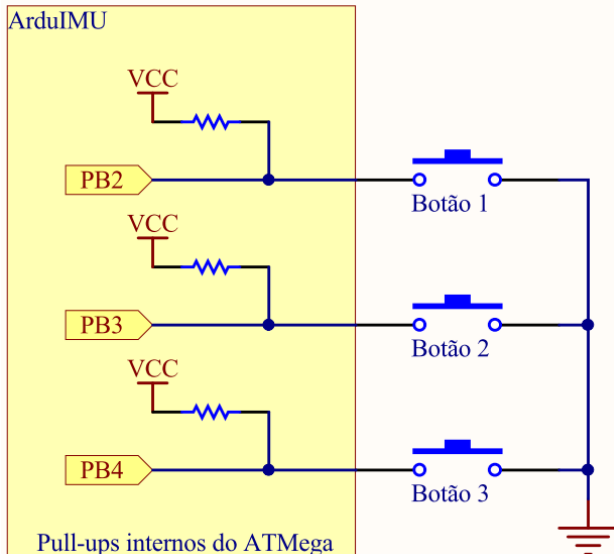 ArduIMU
VCC
PB2
Botão 1
VCC
PB3
Botão 2
VCC
PB4
Botão 3
Pull-ups internos do ATMega